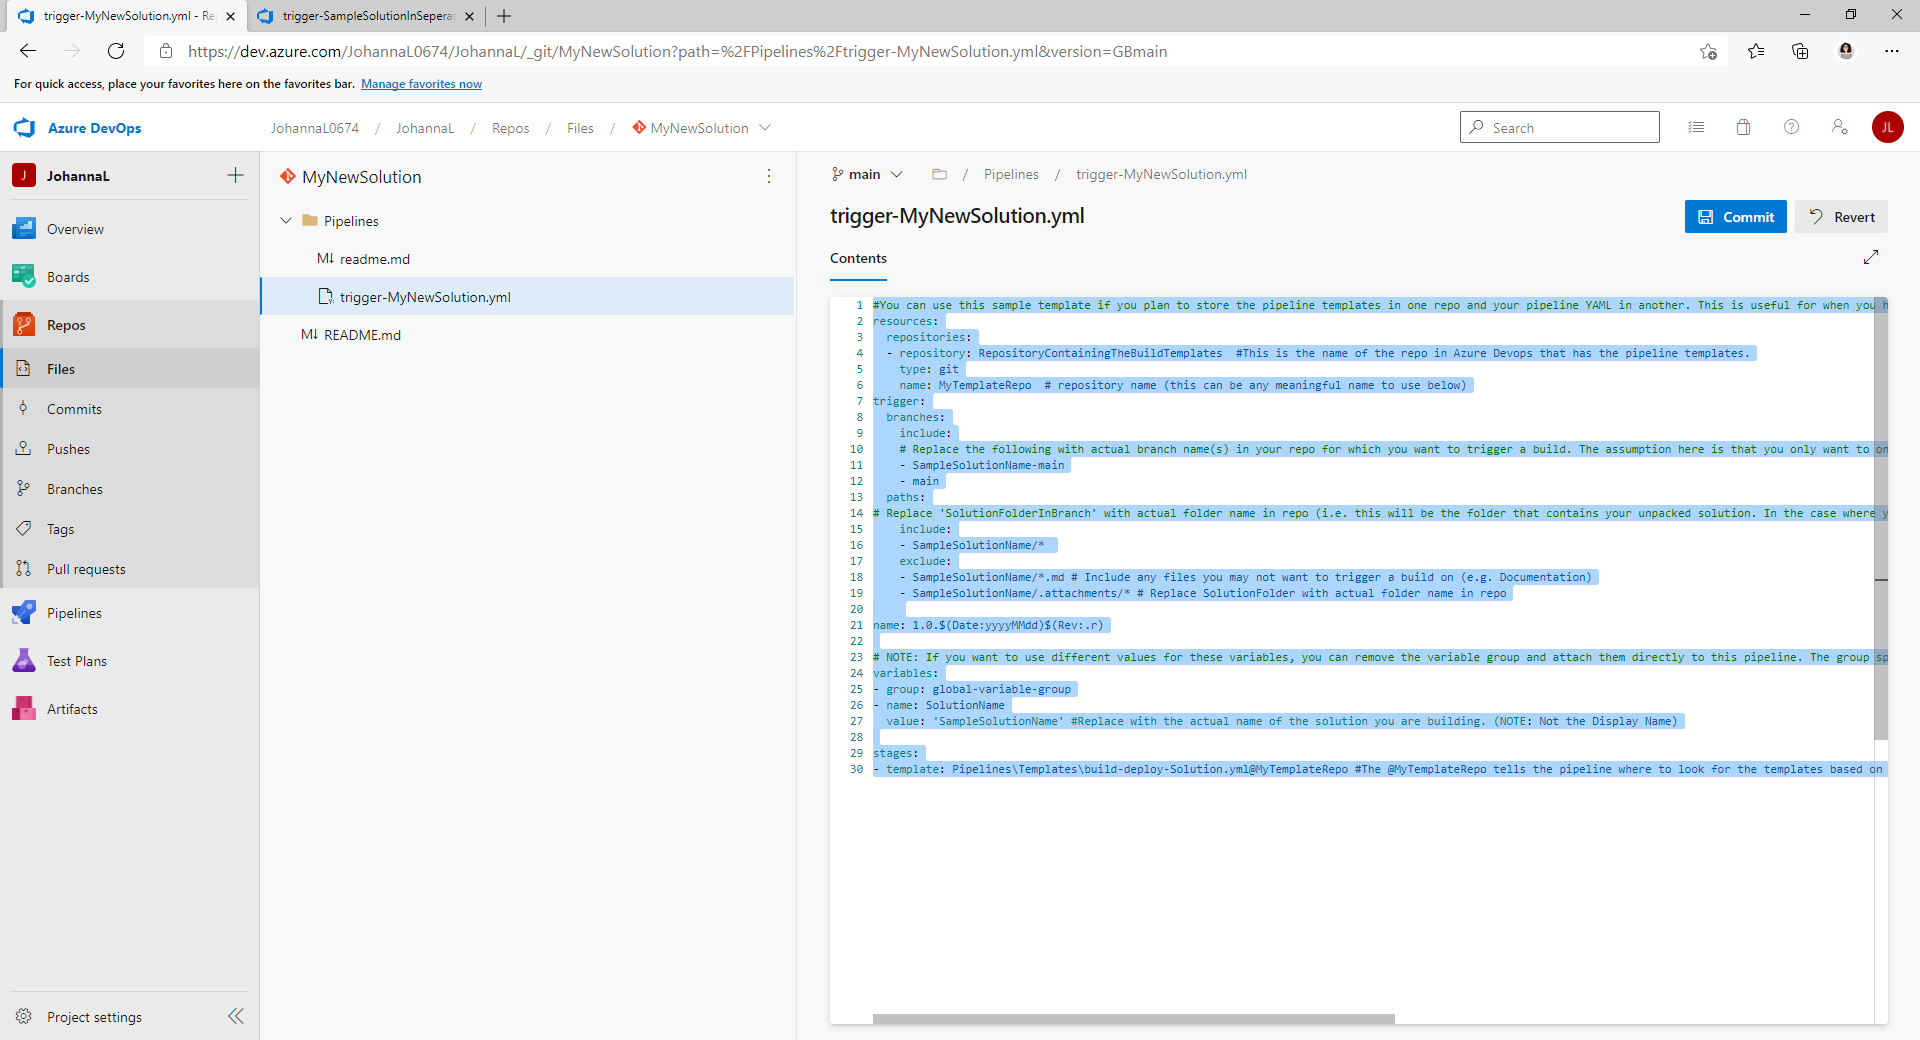 trigger-MyNewSolution.yml - Re
trigger-SampleSolutionInSeperat
https://dev.azure.com/JohannaL0674/JohannaL/_git/MyNewSolution?path=%2FPipelines%2Ftrigger-MyNewSolution.yml&version=GBmain
For quick access, place your favorites here on the favorites bar. Manage favorites now
Azure DevOps
JohannaL0674 / JohannaL / Repos / Files / MyNewSolution
Search
JL
J JohannaL
Overview
Boards
Repos
Files
Commits
Pushes
Branches
Tags
Pull requests
Pipelines
Test Plans
Artifacts
Project settings
MyNewSolution
Pipelines
M↓ readme.md
trigger-MyNewSolution.yml
M↓ README.md
main / Pipelines / trigger-MyNewSolution.yml
trigger-MyNewSolution.yml
Commit
Revert
Contents
1 #You can use this sample template if you plan to store the pipeline templates in one repo and your pipeline YAML in another. This is useful for when you h
2 resources:
3 repositories:
4 - repository: RepositoryContainingTheBuildTemplates #This is the name of the repo in Azure Devops that has the pipeline templates.
5 type: git
6 name: MyTemplateRepo # repository name (this can be any meaningful name to use below)
7 trigger:
8 branches:
9 include:
10 # Replace the following with actual branch name(s) in your repo for which you want to trigger a build. The assumption here is that you only want to on
11 - SampleSolutionName-main
12 - main
13 paths:
14 # Replace 'SolutionFolderInBranch' with actual folder name in repo (i.e. this will be the folder that contains your unpacked solution. In the case where y
15 include:
16 - SampleSolutionName/*
17 exclude:
18 - SampleSolutionName/*.md # Include any files you may not want to trigger a build on (e.g. Documentation)
19 - SampleSolutionName/.attachments/* # Replace SolutionFolder with actual folder name in repo
20
21 name: 1.0.$(Date:yyyyMMdd)$(Rev:.r)
22
23 # NOTE: If you want to use different values for these variables, you can remove the variable group and attach them directly to this pipeline. The group sp
24 variables:
25 - group: global-variable-group
26 - name: SolutionName
27 value: 'SampleSolutionName' #Replace with the actual name of the solution you are building. (NOTE: Not the Display Name)
28
29 stages:
30 - template: Pipelines\Templates\build-deploy-Solution.yml@MyTemplateRepo #The @MyTemplateRepo tells the pipeline where to look for the templates based on